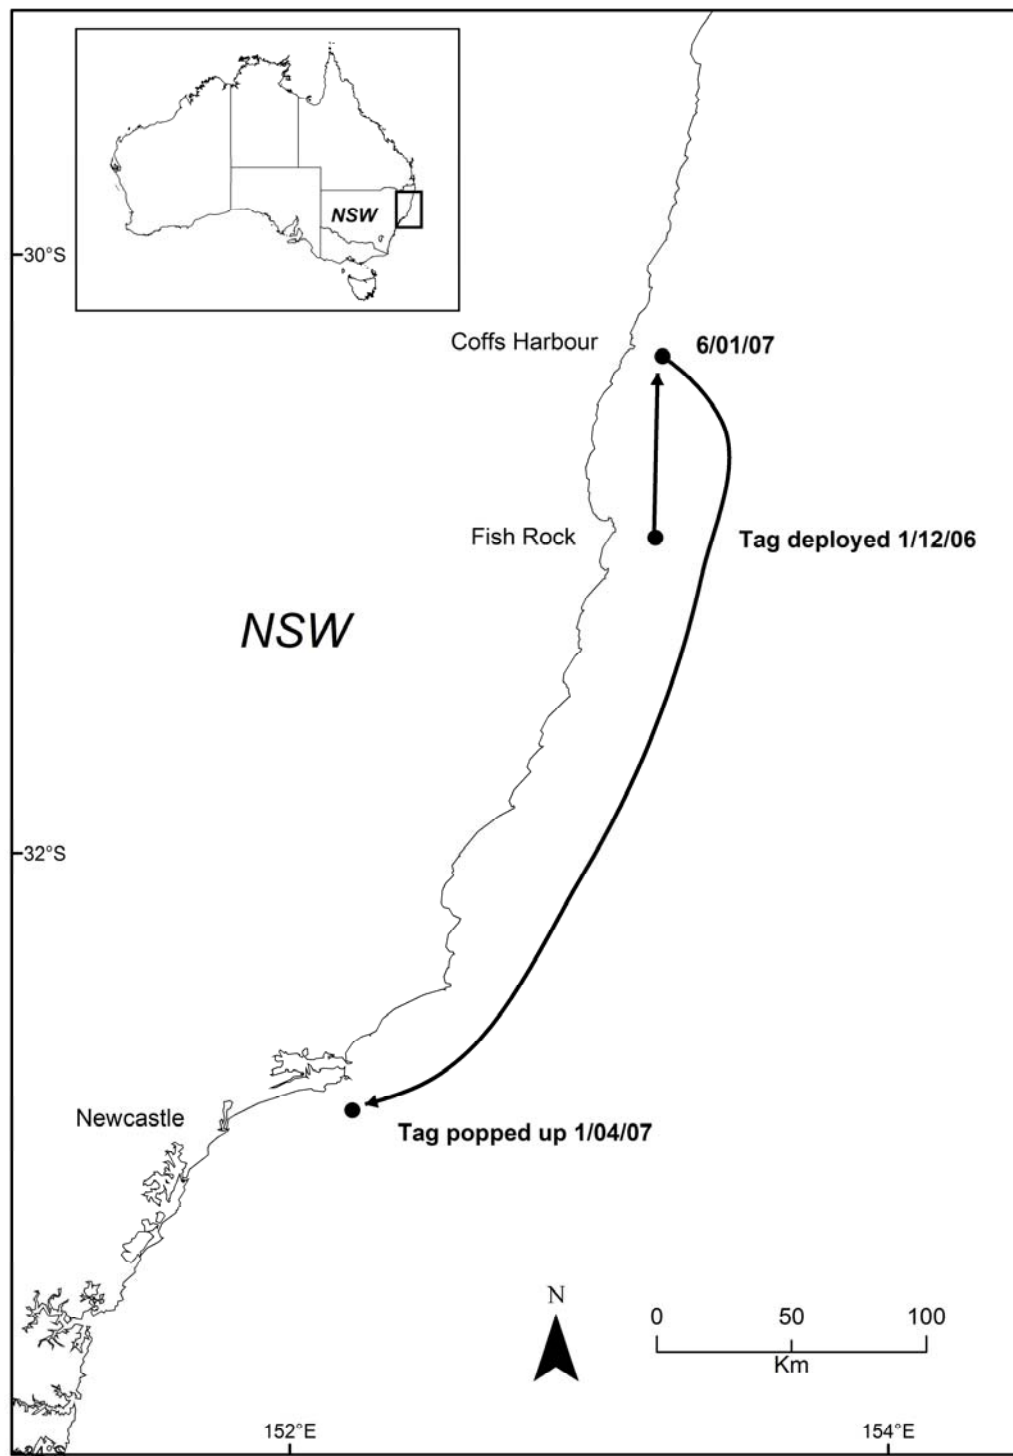 NSW
30°S
Coffs Harbour
6/01/07
Fish Rock
Tag deployed 1/12/06
NSW
32°S
Newcastle
Tag popped up 1/04/07
N
0 50 100
Km
152°E
154°E